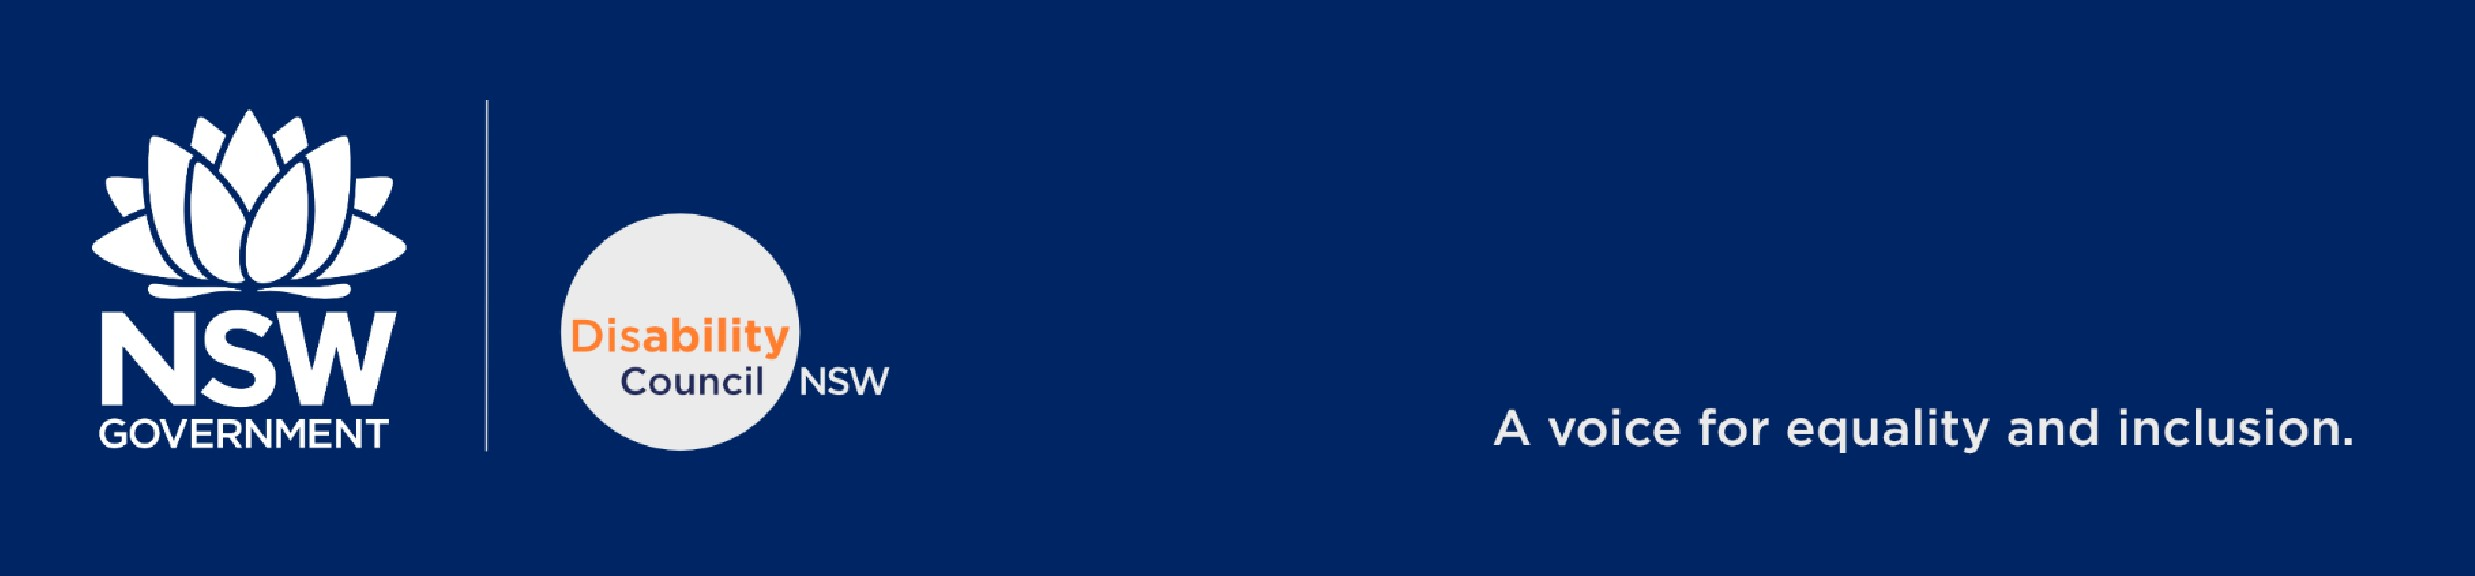 NSW
GOVERNMENT
Disability
Council NSW
A voice for equality and inclusion.